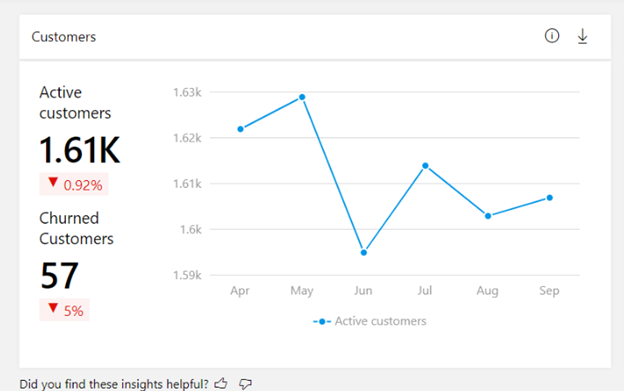 Customers
Active
customers
1.61K
▼ 0.92%
Churned
Customers
57
▼ 5%
1.63k
1.62k
1.61k
1.6k
1.59k
Apr May Jun Jul Aug Sep
Active customers
Did you find these insights helpful?